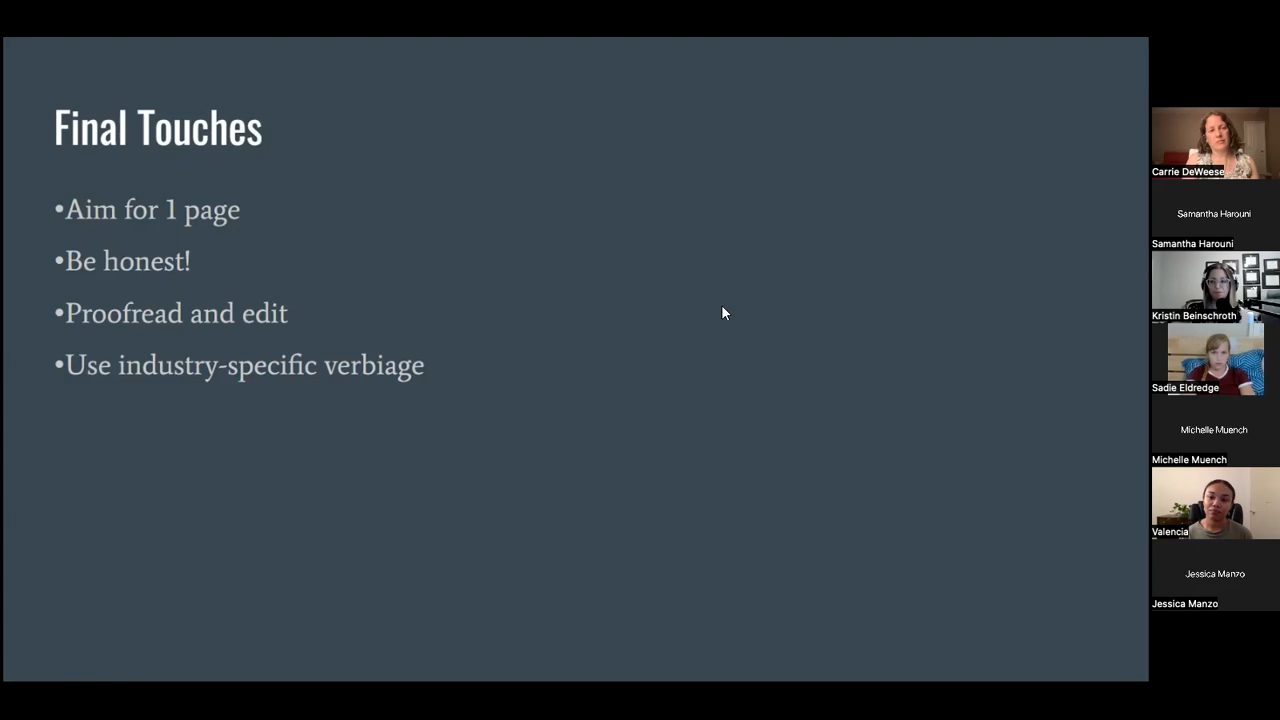 Final Touches
•Aim for 1 page
•Be honest!
•Proofread and edit
•Use industry-specific verbiage
Carrie DeWeese
Samantha Harouni
Samantha Harouni
Kristin Beinschroth
Sadie Eldredge
Michelle Muench
Michelle Muench
Valencia
Jessica Manzo
Jessica Manzo